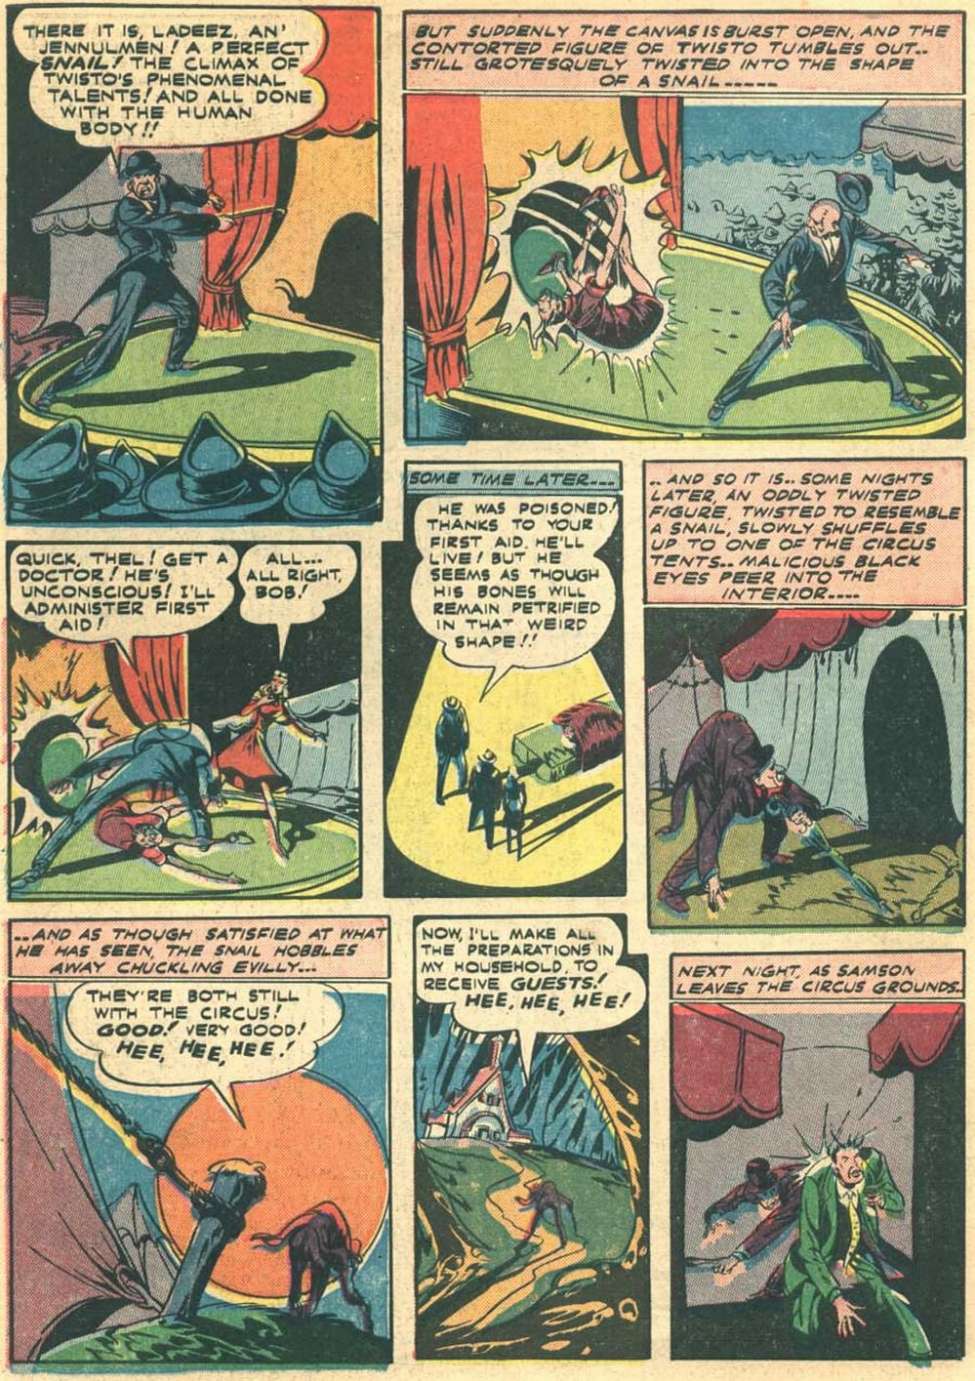 THERE IT IS, LADEEZ, AN'
JENNULMEN! A PERFECT
SNAIL! THE CLIMAX OF
TWISTO'S PHENOMENAL
TALENTS! AND ALL DONE
WITH THE HUMAN
BODY!!
BUT SUDDENLY THE CANVAS IS BURST OPEN, AND THE
CONTORTED FIGURE OF TWISTO TUMBLES OUT..
STILL GROTESQUELY TWISTED INTO THE SHAPE
OF A SNAIL-----
QUICK, THEL! GET A
DOCTOR! HE'S
UNCONSCIOUS! I'LL
ADMINISTER FIRST
AID!
ALL...
ALL RIGHT,
BOB!
SOME TIME LATER---
HE WAS POISONED!
THANKS TO YOUR
FIRST AID, HE'LL
LIVE! BUT HE
SEEMS AS THOUGH
HIS BONES WILL
REMAIN PETRIFIED
IN THAT WEIRD
SHAPE!!
.. AND SO IT IS.. SOME NIGHTS
LATER, AN ODDLY TWISTED
FIGURE, TWISTED TO RESEMBLE
A SNAIL, SLOWLY SHUFFLES
UP TO ONE OF THE CIRCUS
TENTS.. MALICIOUS BLACK
EYES PEER INTO THE
INTERIOR----
..AND AS THOUGH SATISFIED AT WHAT
HE HAS SEEN, THE SNAIL HOBBLES
AWAY CHUCKLING EVILLY...
THEY'RE BOTH STILL
WITH THE CIRCUS!
GOOD! VERY GOOD!
HEE, HEE, HEE!
NOW, I'LL MAKE ALL
THE PREPARATIONS IN
MY HOUSEHOLD, TO
RECEIVE GUESTS!
HEE, HEE, HEE!
NEXT NIGHT, AS SAMSON
LEAVES THE CIRCUS GROUNDS..